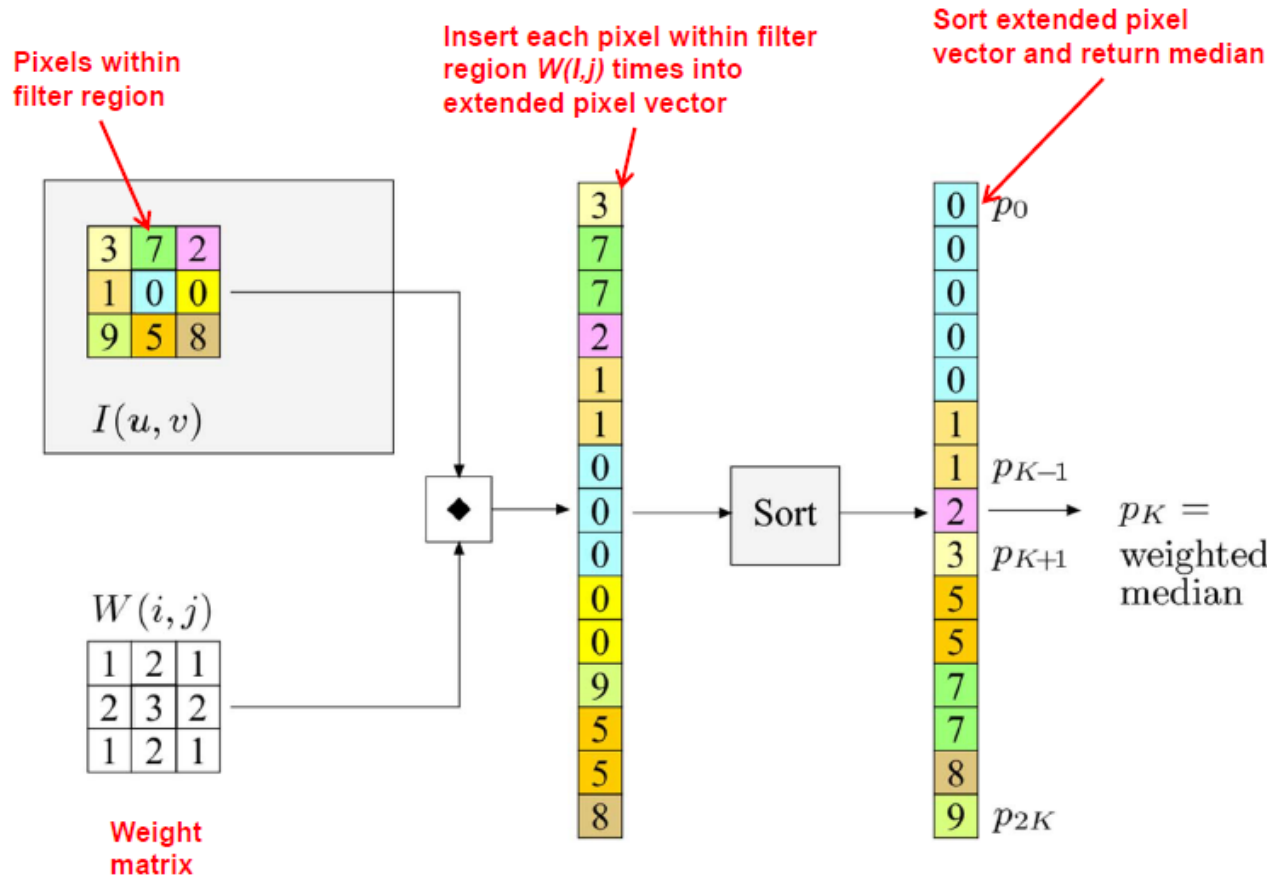 Pixels within
filter region
Insert each pixel within filter
region W(I,j) times into
extended pixel vector
Sort extended pixel
vector and return median
3 7 2
1 0 0
9 5 8
I(u, v)
W(i, j)
1 2 1
2 3 2
1 2 1
Weight
matrix
◆
3
7
7
2
1
1
0
0
0
0
0
9
5
5
8
Sort
0 p0
0
0
0
0
1
1 pK−1
2
3 pK+1
5
5
7
7
8
9 p2K
pK =
weighted
median